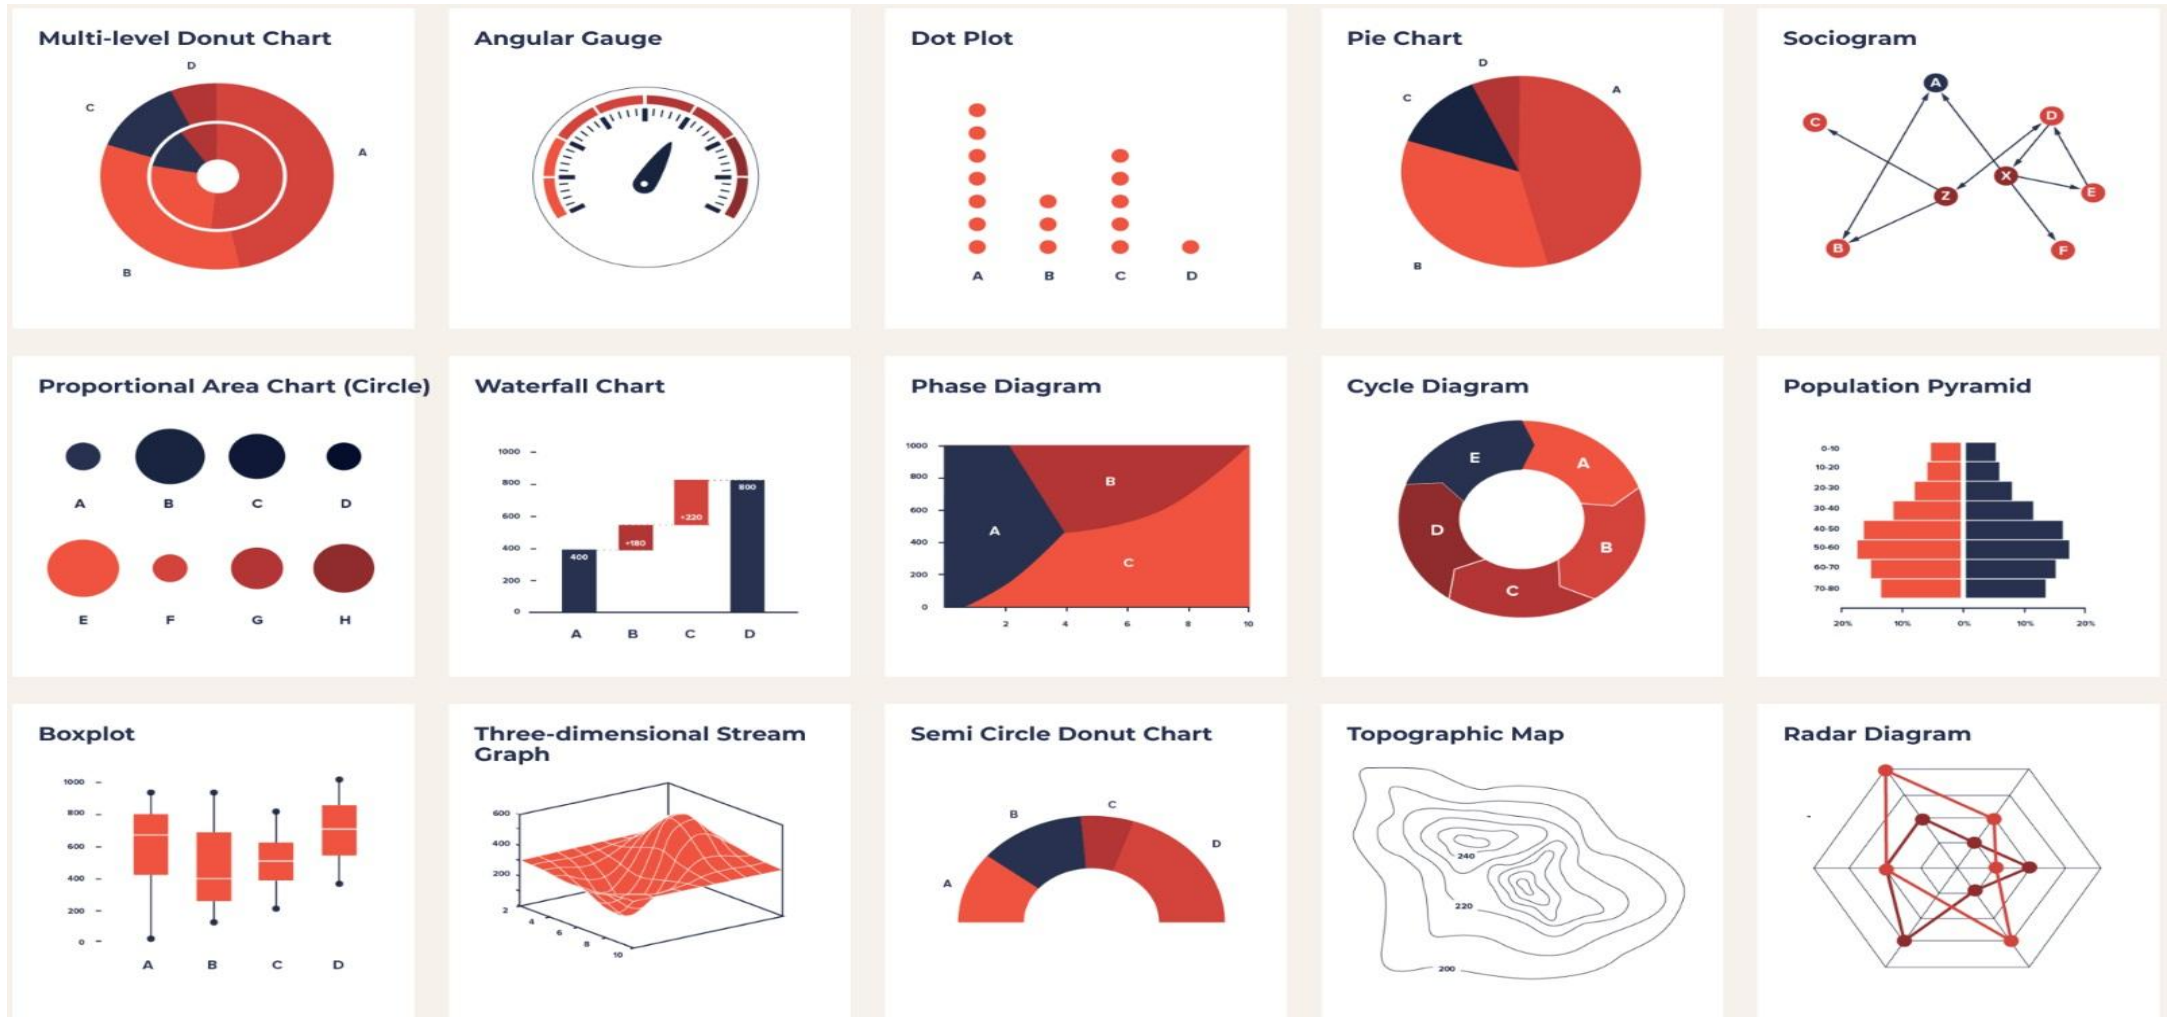 Multi-level Donut Chart
D
C
A
B
Angular Gauge
Dot Plot
A B C D
Pie Chart
D
A
C
B
Sociogram
A
C
D
X
Z
E
B
F
Proportional Area Chart (Circle)
A B C D
E F G H
Waterfall Chart
1000
800
800
+220
600
+180
400
400
200
0
A B C D
Phase Diagram
1000
B
800
600
A
400
C
200
0
2 4 6 8 10
Cycle Diagram
E
A
D
B
C
Population Pyramid
0-10
10-20
20-30
30-40
40-50
50-60
60-70
70-80
20% 10% 0% 10% 20%
Boxplot
1000
800
600
400
200
0
A B C D
Three-dimensional Stream
Graph
600
400
200
2
4
6
8
10
Semi Circle Donut Chart
C
B
D
A
Topographic Map
240
220
200
Radar Diagram